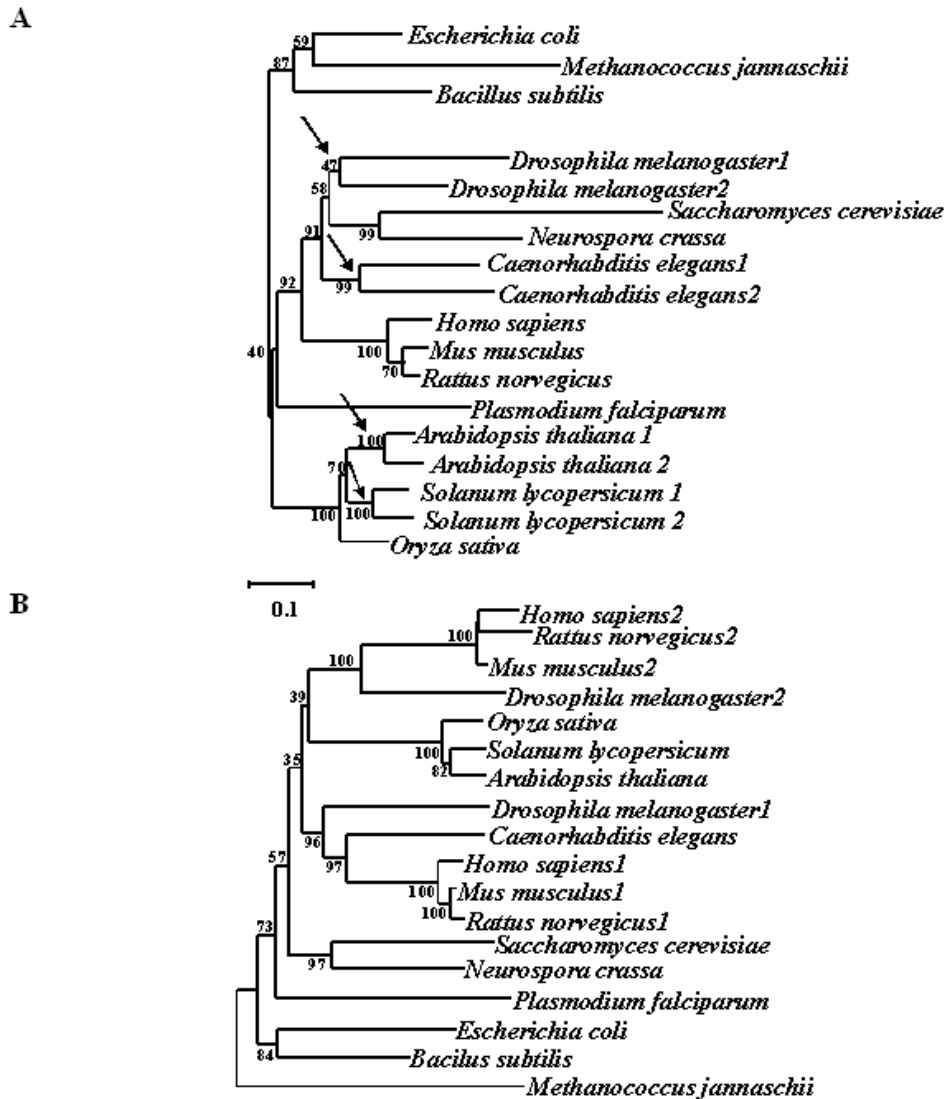 A
Escherichia coli
59
87
Methanococcus jannaschii
Bacillus subtilis
Drosophila melanogaster1
47
Drosophila melanogaster2
58
Saccharomyces cerevisiae
99
Neurospora crassa
91
Caenorhabditis elegans1
99
Caenorhabditis elegans2
92
Homo sapiens
100
Mus musculus
40
70
Rattus norvegicus
Plasmodium falciparum
100
Arabidopsis thaliana 1
70
Arabidopsis thaliana 2
Solanum lycopersicum 1
100
100
Solanum lycopersicum 2
Oryza sativa
0.1
B
Homo sapiens2
100
Rattus norvegicus2
100
Mus musculus2
39
Drosophila melanogaster2
Oryza sativa
100
Solanum lycopersicum
35
82
Arabidopsis thaliana
Drosophila melanogaster1
96
Caenorhabditis elegans
57
97
Homo sapiens1
100
Mus musculus1
100
Rattus norvegicus1
73
Saccharomyces cerevisiae
97
Neurospora crassa
Plasmodium falciparum
Escherichia coli
84
Bacilus subtilis
Methanococcus jannaschii